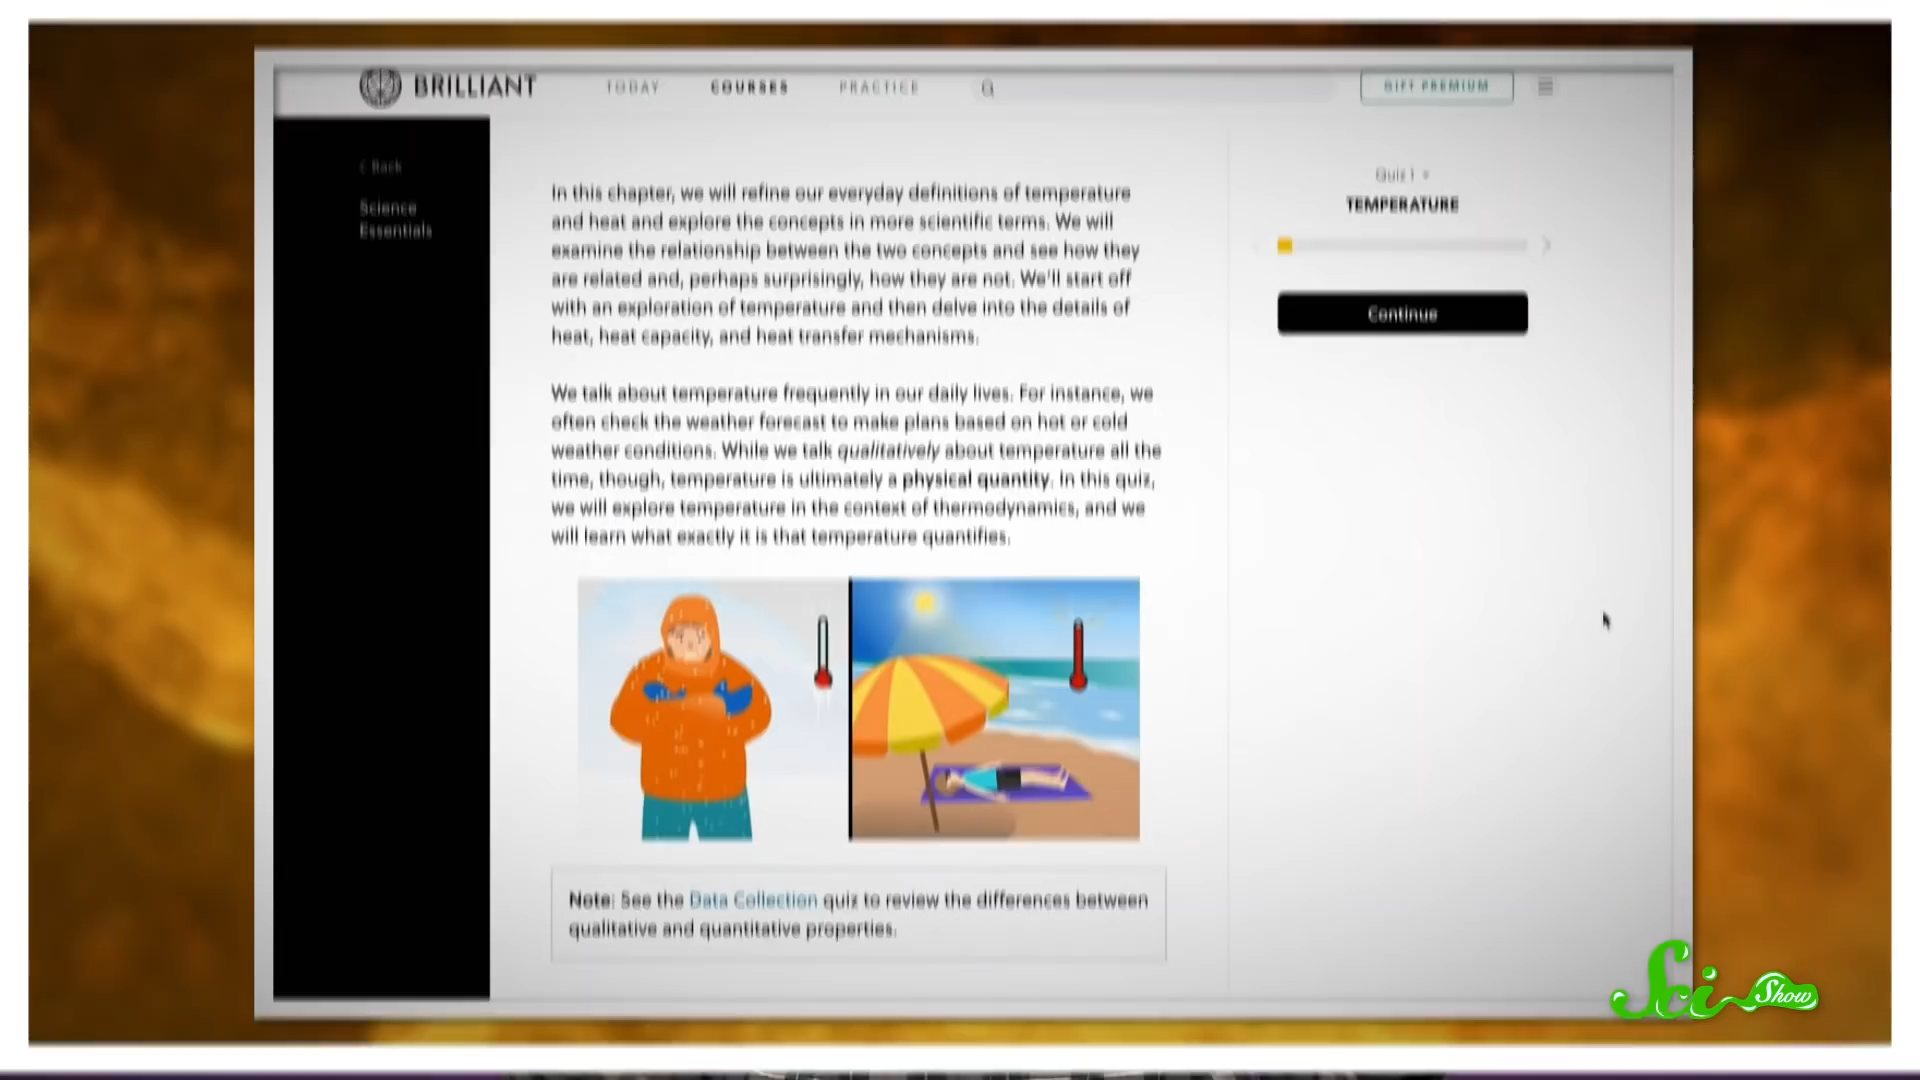 BRILLIANT
TODAY
COURSES
PRACTICE
GIFT PREMIUM
Back
Science
Essentials
In this chapter, we will refine our everyday definitions of temperature
and heat and explore the concepts in more scientific terms. We will
examine the relationship between the two concepts and see how they
are related and, perhaps surprisingly, how they are not. We'll start off
with an exploration of temperature and then delve into the details of
heat, heat capacity, and heat transfer mechanisms.
We talk about temperature frequently in our daily lives. For instance, we
often check the weather forecast to make plans based on hot or cold
weather conditions. While we talk qualitatively about temperature all the
time, though, temperature is ultimately a physical quantity. In this quiz,
we will explore temperature in the context of thermodynamics, and we
will learn what exactly it is that temperature quantifies.
Note: See the Data Collection quiz to review the differences between
qualitative and quantitative properties.
Quiz 1
TEMPERATURE
Continue
Sci Show